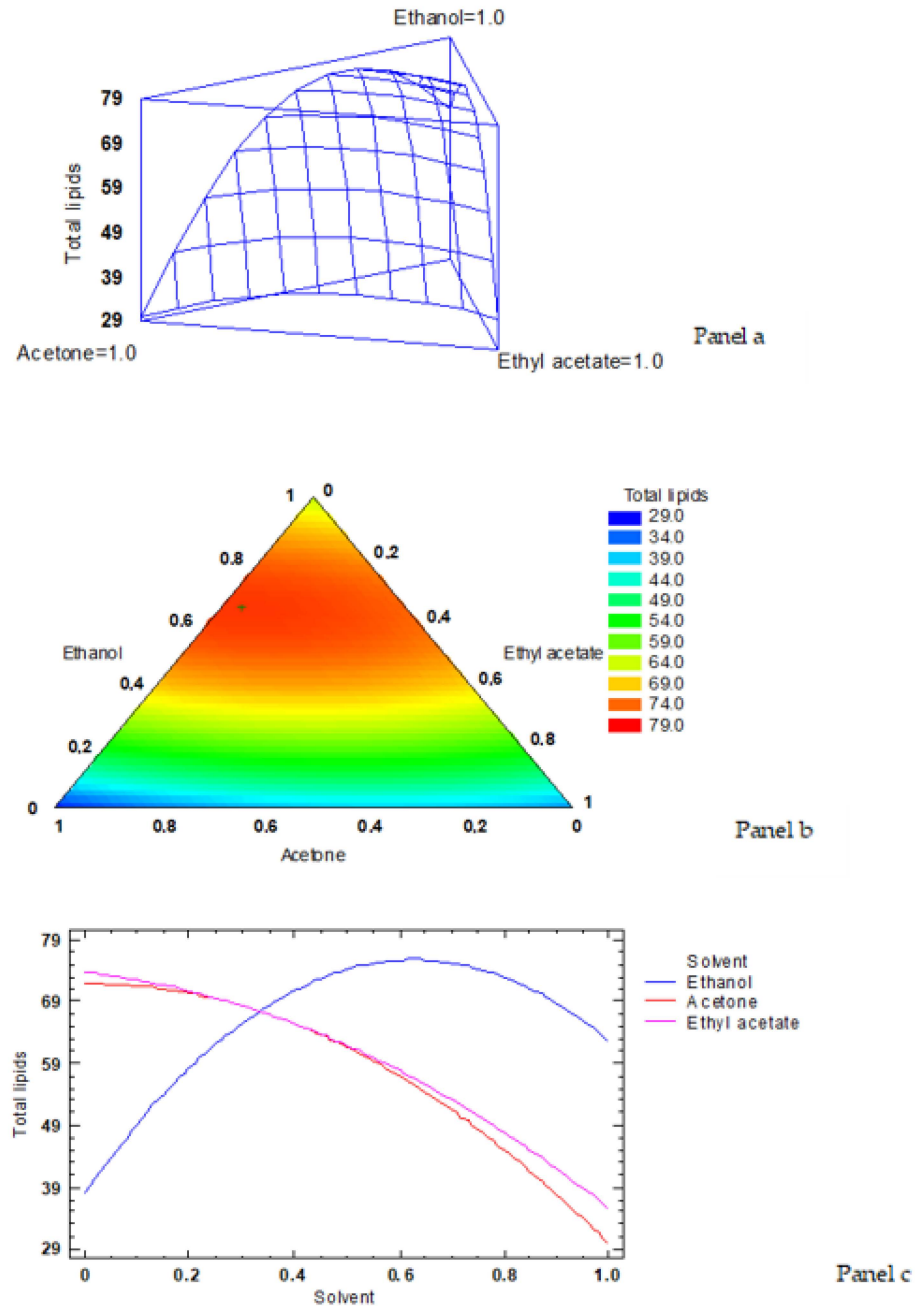 Ethanol=1.0
79
69
59
49
39
29
Total lipids
Acetone=1.0
Ethyl acetate=1.0
Panel a
1 0
0.8 0.2
0.6 0.4
Ethanol Ethyl acetate
0.4 0.6
0.2 0.8
0 1
1 0.8 0.6 0.4 0.2 0
Acetone
Total lipids
29.0
34.0
39.0
44.0
49.0
54.0
59.0
64.0
69.0
74.0
79.0
Panel b
79
69
59
49
39
29
Total lipids
0 0.2 0.4 0.6 0.8 1.0
Solvent
Solvent
Ethanol
Acetone
Ethyl acetate
Panel c